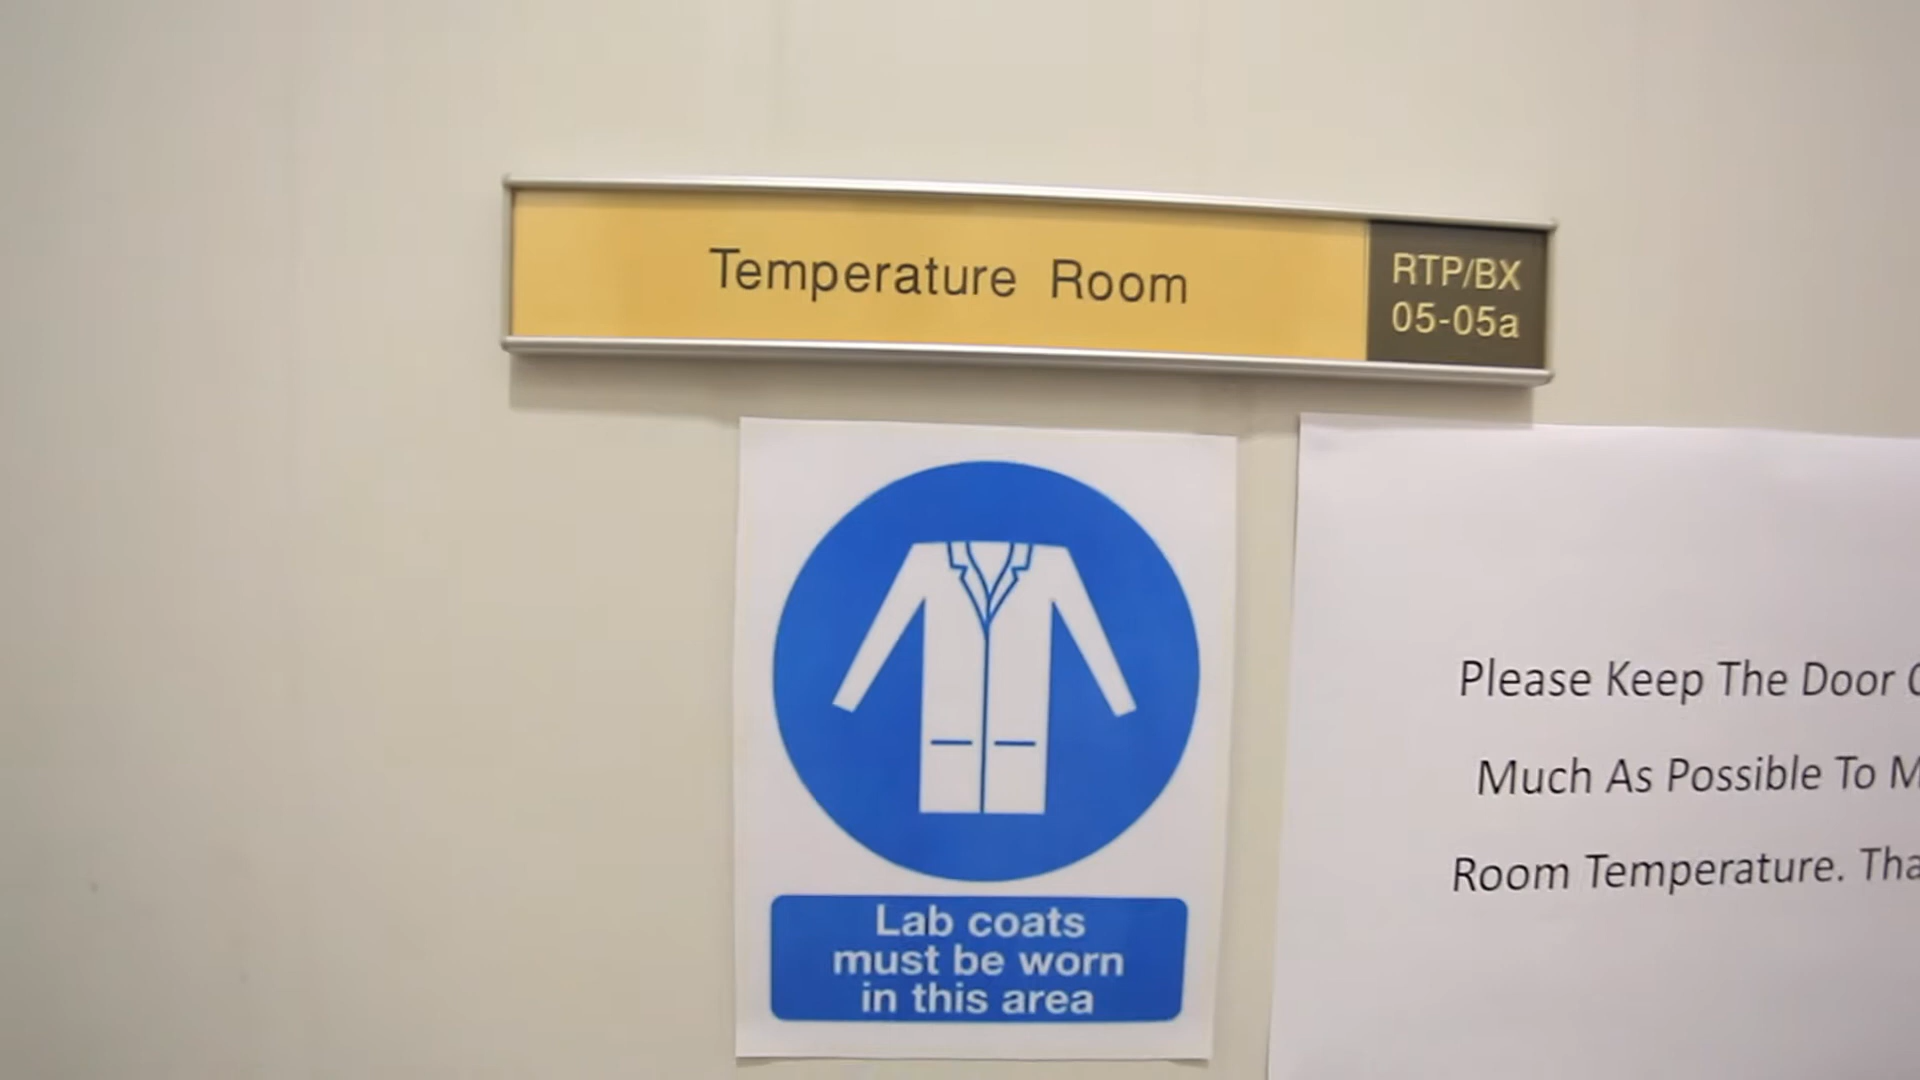 Temperature Room
RTP/BX
05-05a
Lab coats
must be worn
in this area
Please Keep The Door
Much As Possible To
Room Temperature.